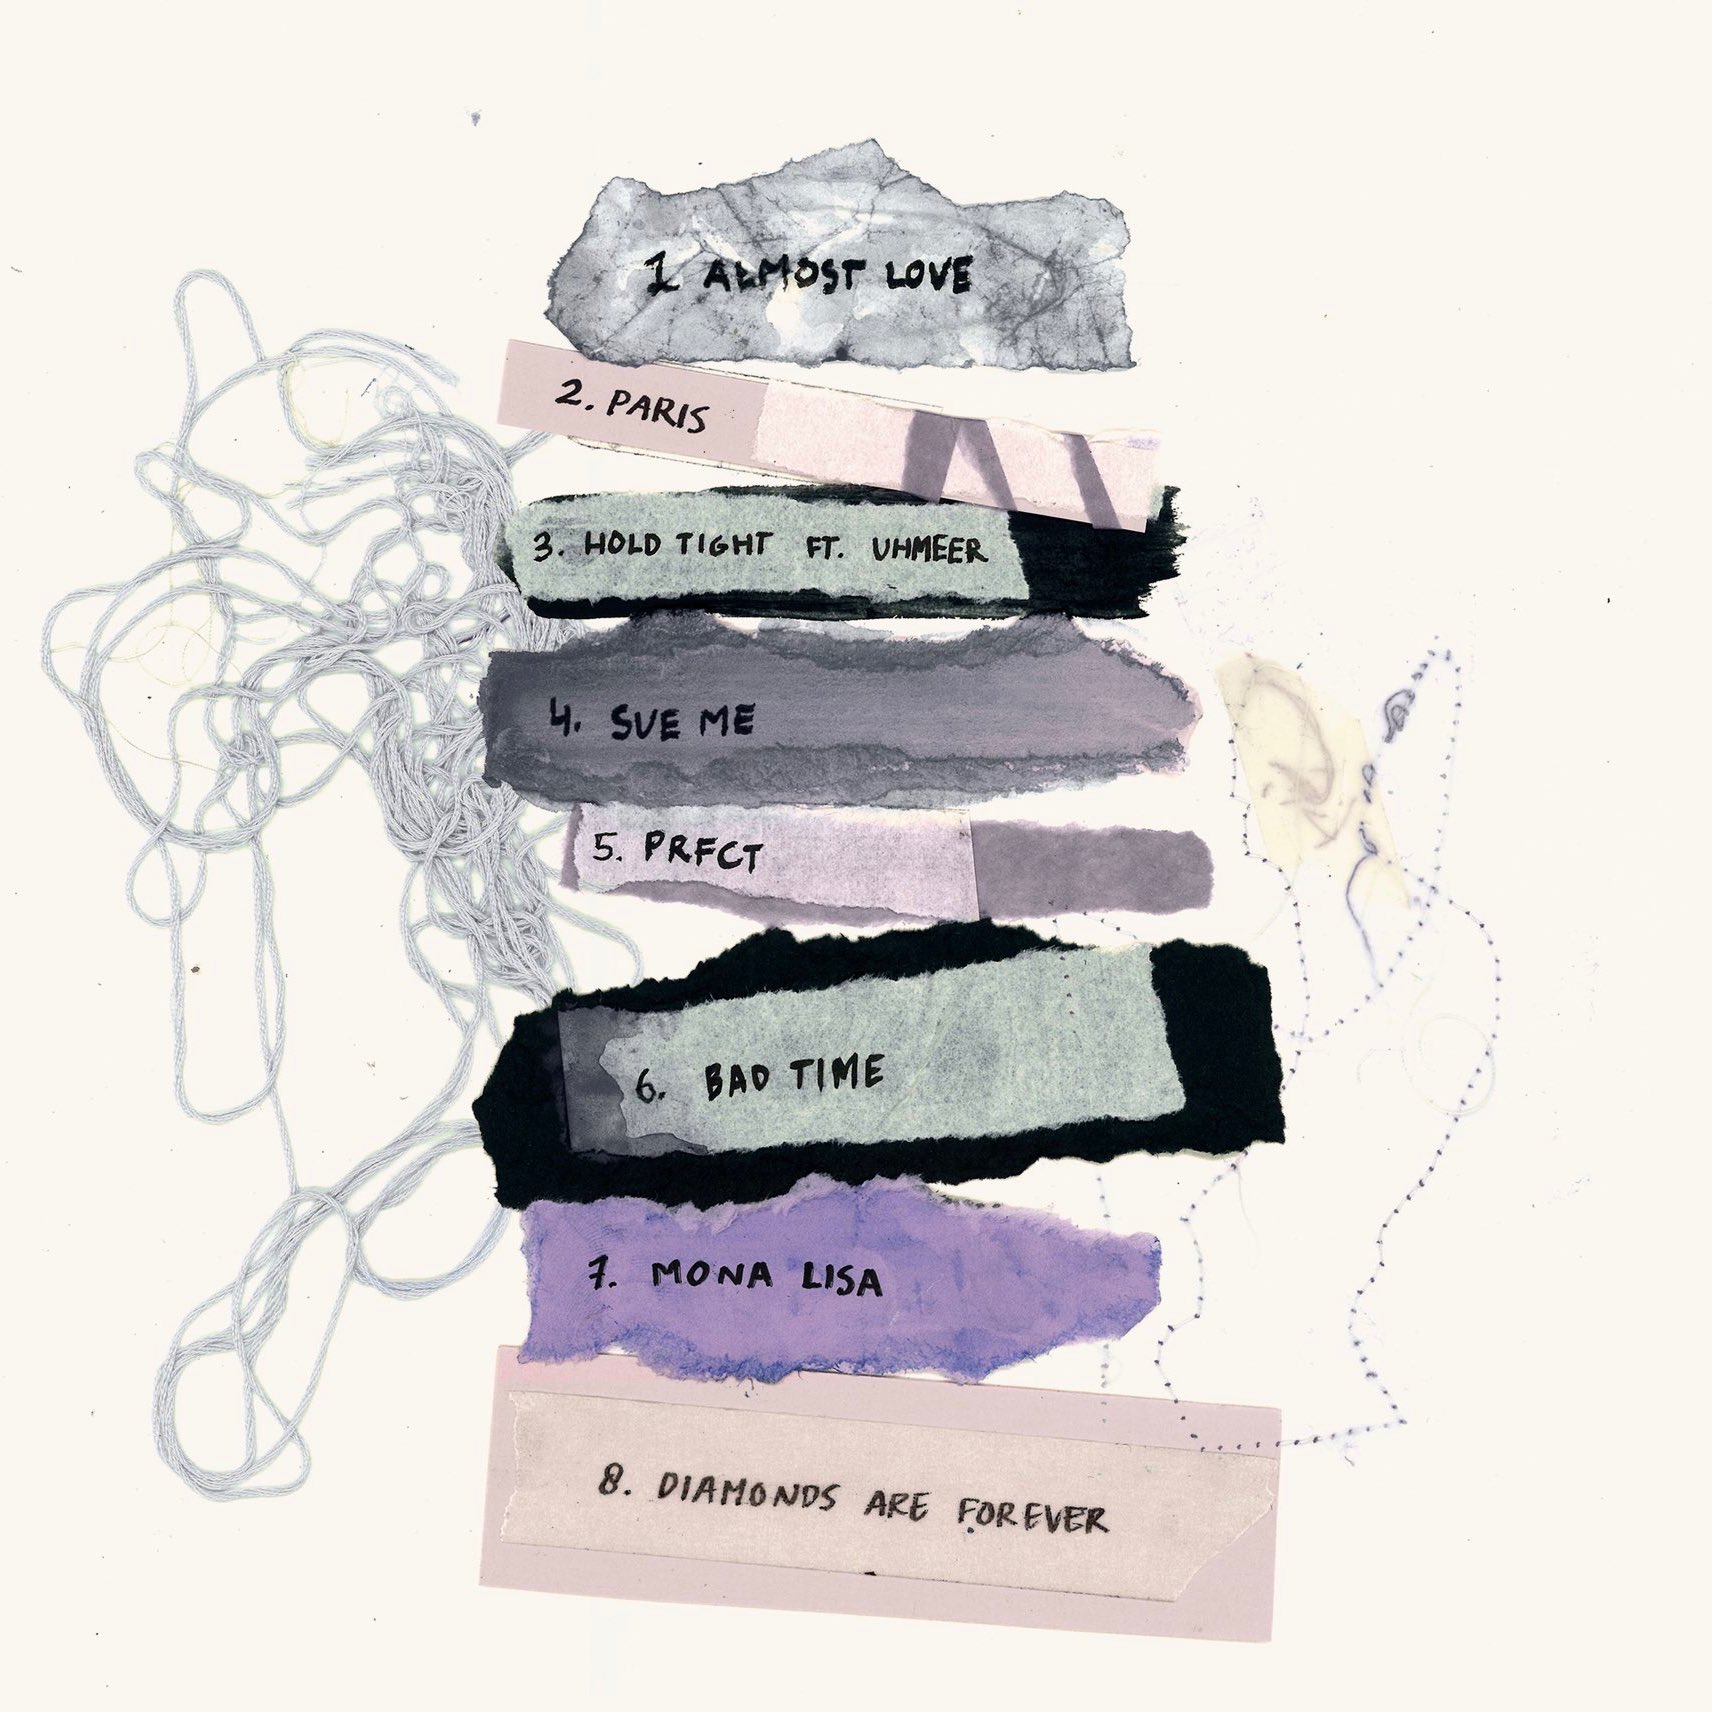 1 ALMOST LOVE
2. PARIS
3. HOLD TIGHT FT. UHMEER
4. SUE ME
5. PRFCT
6. BAD TIME
7. MONA LISA
8. DIAMONDS ARE FOREVER